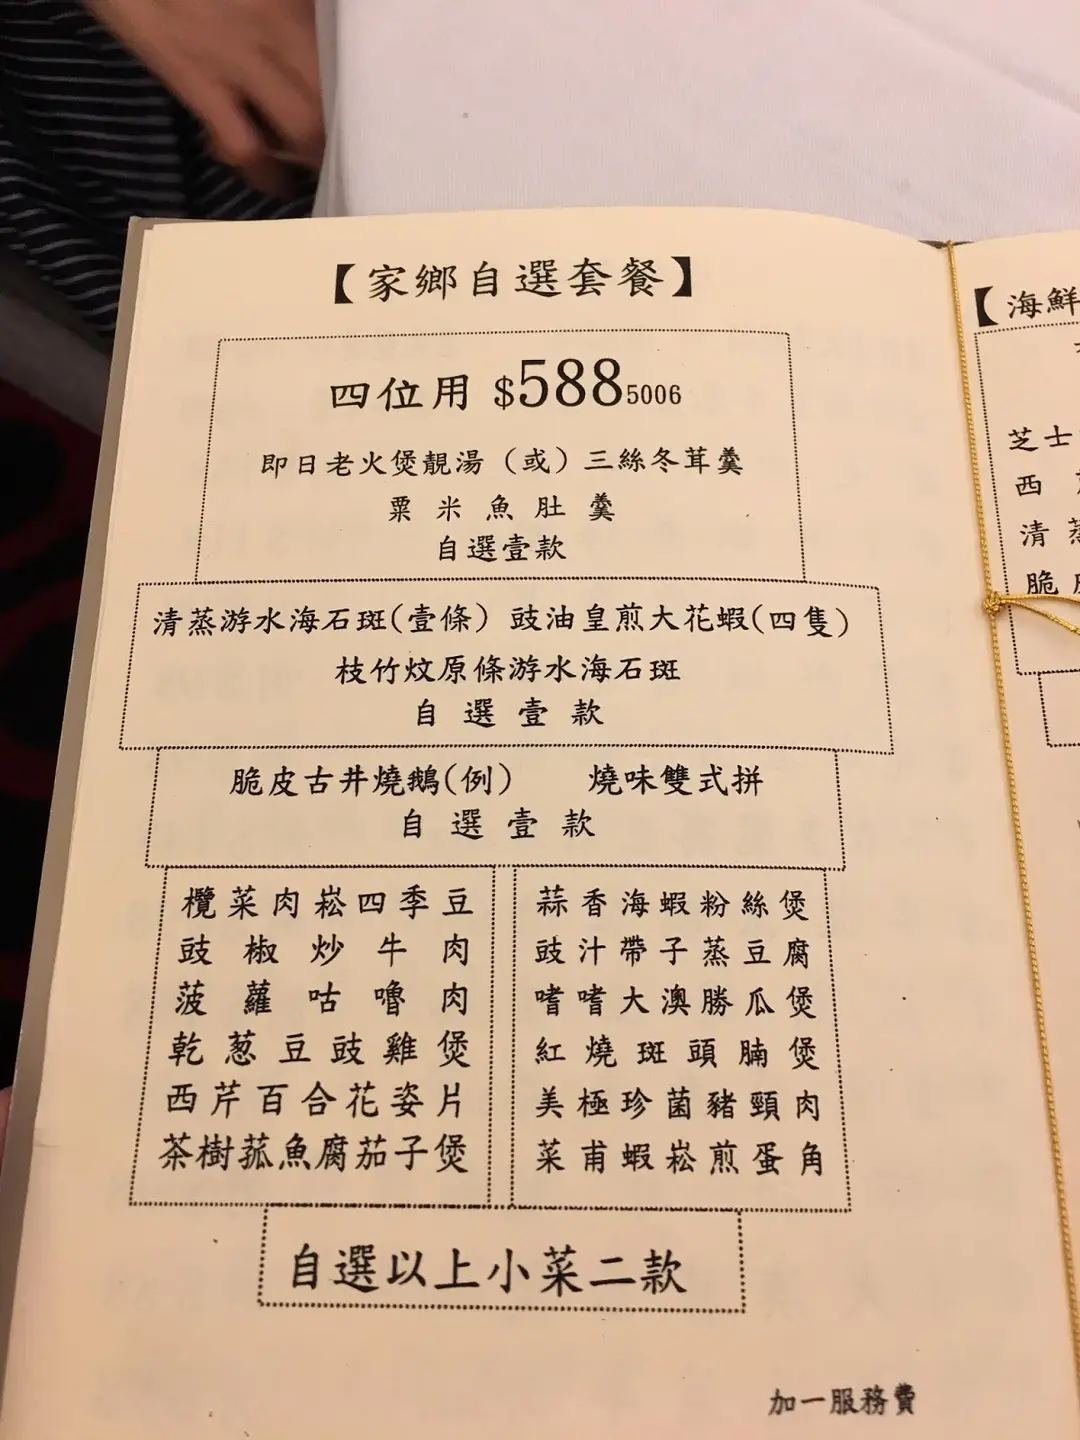 【家鄉自選套餐】
四位用 $588 5006
即日老火煲靚湯（或）三絲冬茸羹
粟米魚肚羹
自選壹款
清蒸游水海石斑(壹條) 豉油皇煎大花蝦(四隻)
枝竹炆原條游水海石斑
自選壹款
脆皮古井燒鵝(例) 燒味雙式拼
自選壹款
欖菜肉崧四季豆
豉椒炒牛肉
菠蘿咕嚕肉
乾葱豆豉雞煲
西芹百合花姿片
茶樹菰魚腐茄子煲
蒜香海蝦粉絲煲
豉汁帶子蒸豆腐
嗜嗜大澳勝瓜煲
紅燒斑頭腩煲
美極珍菌豬頸肉
菜甫蝦崧煎蛋角
自選以上小菜二款
加一服務費
【海鮮
芝士
西
清蒸
脆